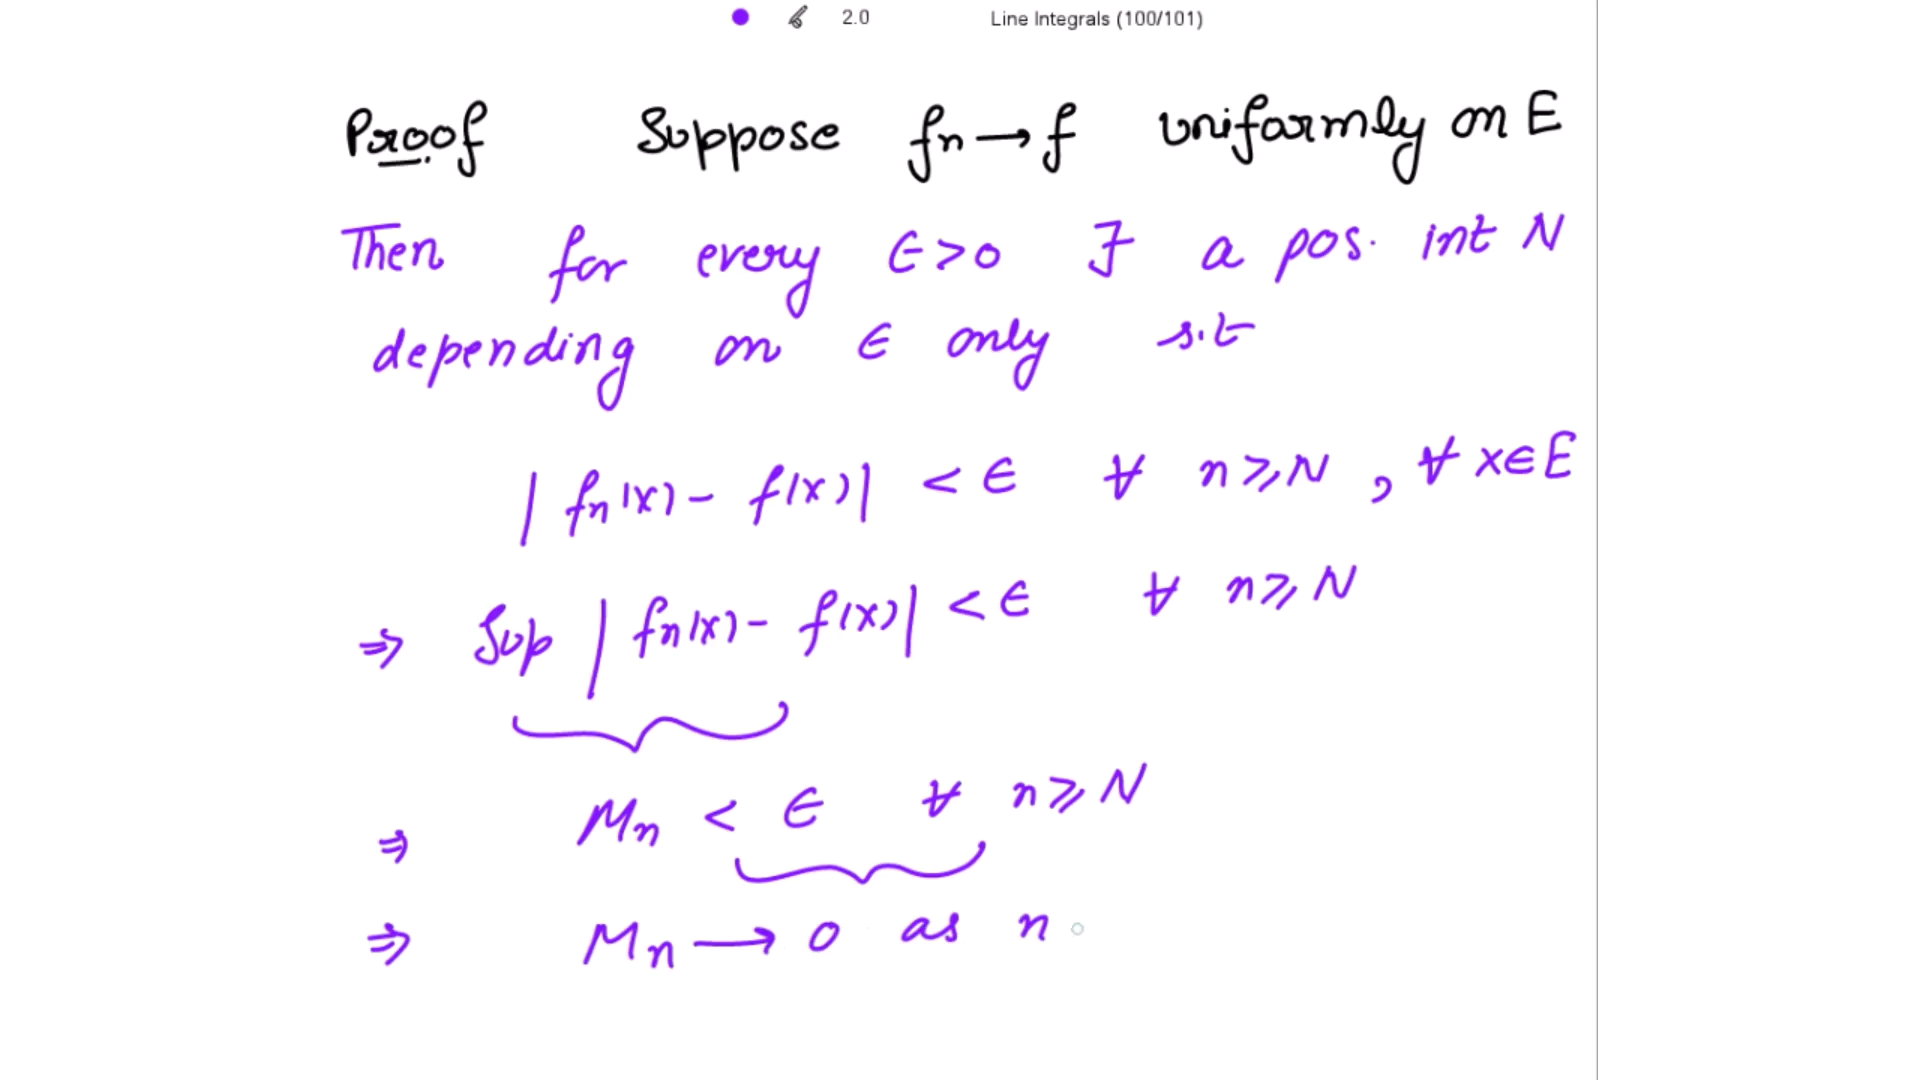 2.0 Line Integrals (100/101)
Proof Suppose fn → f uniformly on E
Then for every ϵ>0 ∃ a pos. int N
depending on ϵ only s.t
| fn(x) - f(x)| < ϵ ∀ n ⩾ N , ∀ x∈E
⇒ Sup | fn(x) - f(x)| < ϵ ∀ n ⩾ N
⇒ Mn < ϵ ∀ n ⩾ N
⇒ Mn → 0 as n